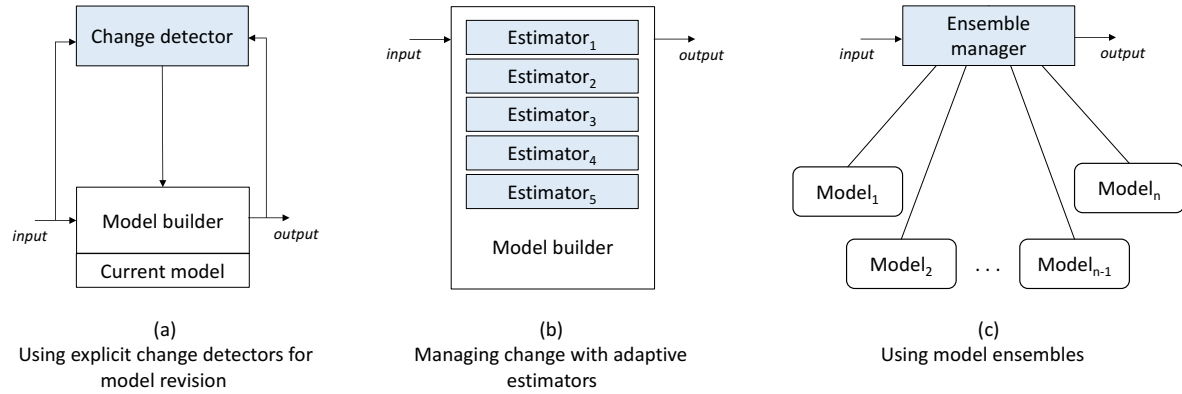 Change detector
input
Model builder
output
Current model
(a)
Using explicit change detectors for
model revision
input
Estimator1
output
Estimator2
Estimator3
Estimator4
Estimator5
Model builder
(b)
Managing change with adaptive
estimators
input
Ensemble
manager
output
Model1
Modeln
Model2
. . .
Modeln-1
(c)
Using model ensembles